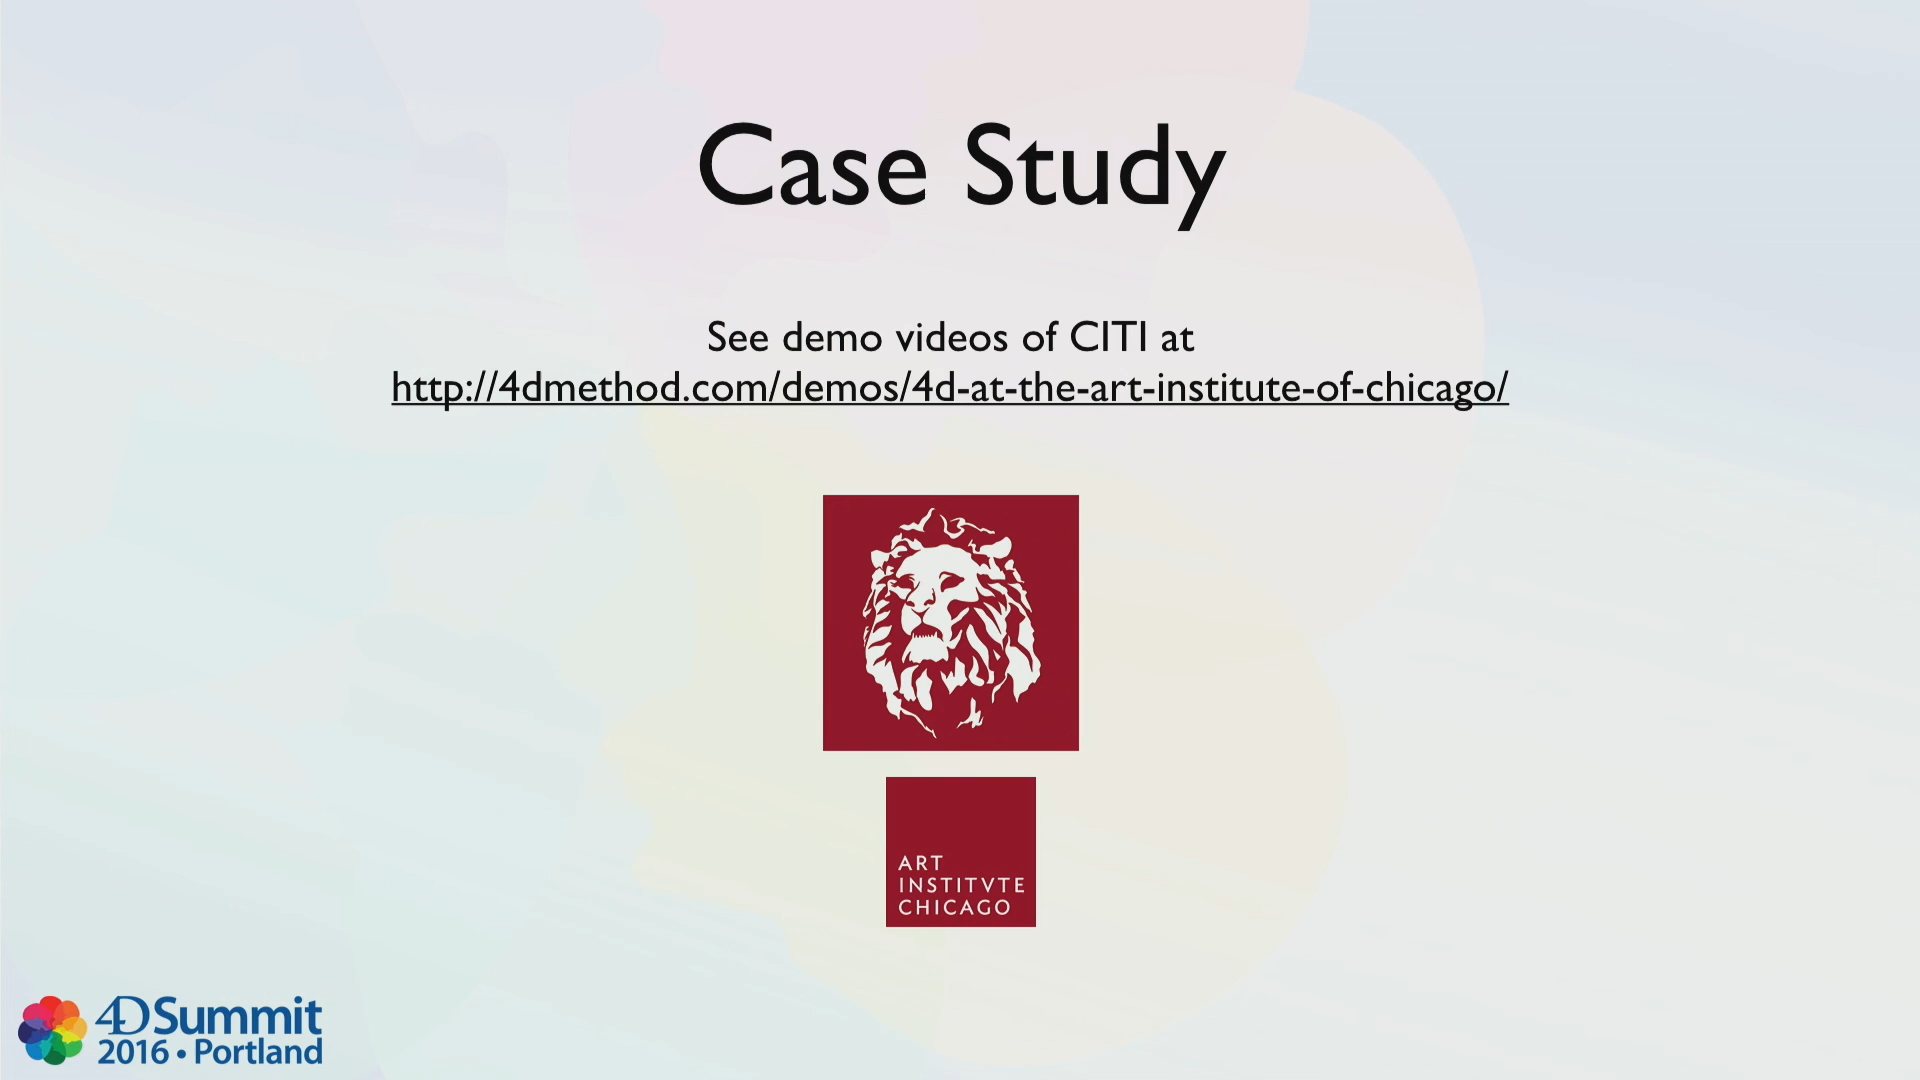 Case Study
See demo videos of CITI at
http://4dmethod.com/demos/4d-at-the-art-institute-of-chicago/
ART
INSTITVTE
CHICAGO
4D Summit
2016 • Portland